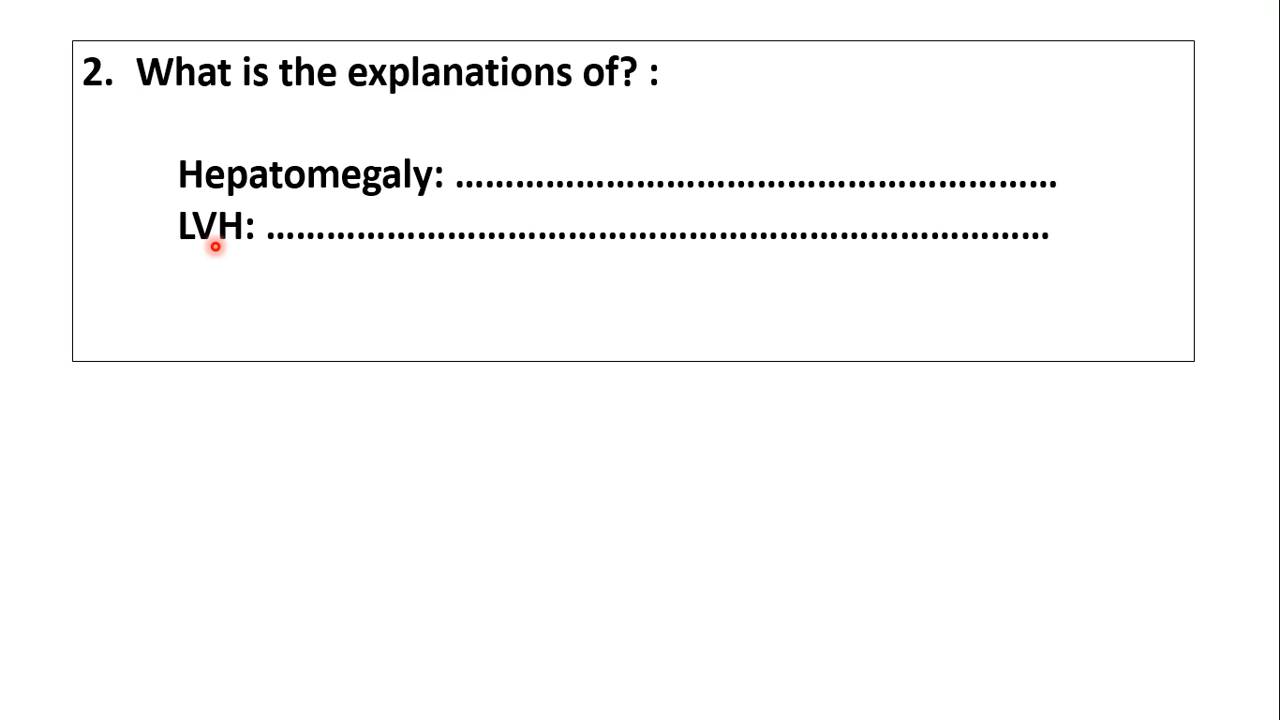 2. What is the explanations of? :
Hepatomegaly: ……………………………………………………
LVH: ……………………………………………………………………